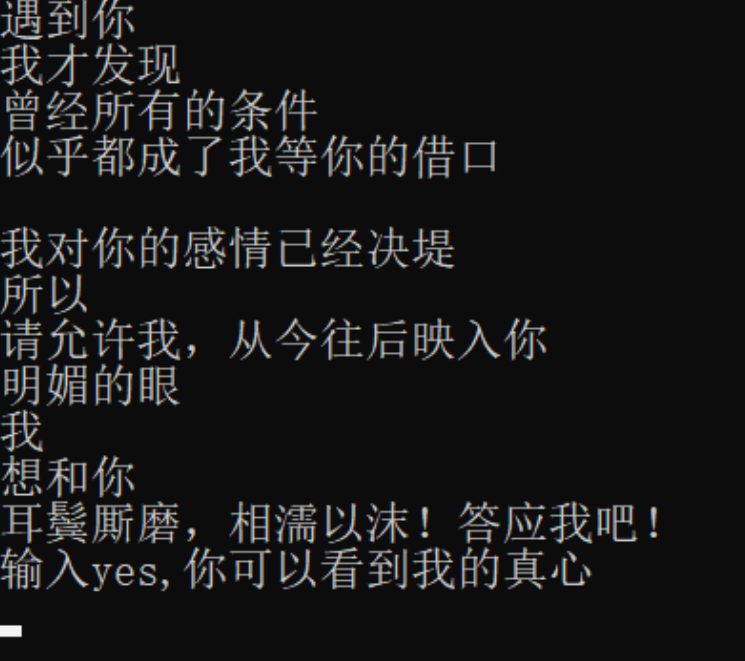 遇到你
我才发现
曾经所有的条件
似乎都成了我等你的借口
我对你的感情已经决堤
所以
请允许我，从今往后映入你
明媚的眼
我
想和你
耳鬓厮磨，相濡以沫！答应我吧！
输入yes,你可以看到我的真心